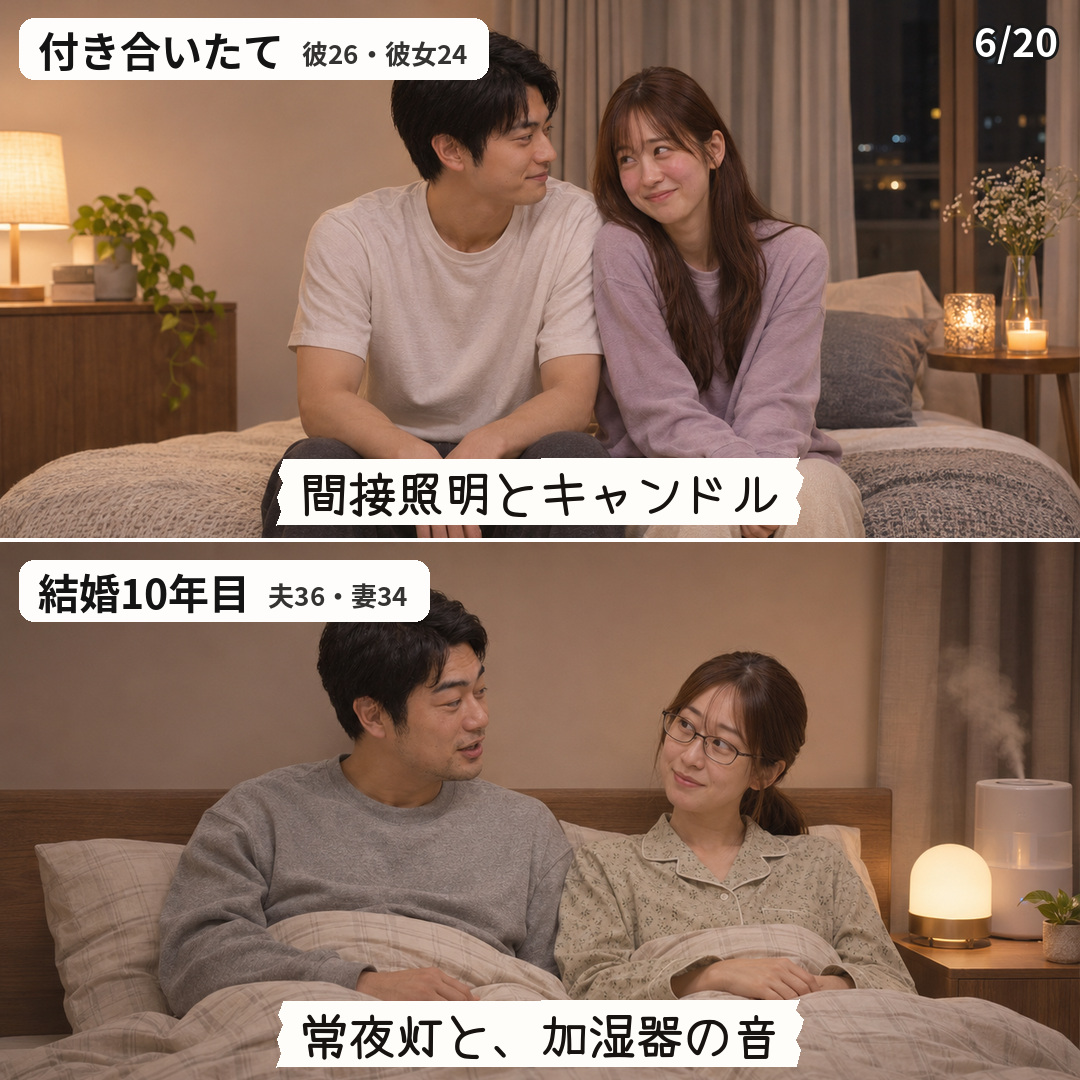 付き合いたて 彼26・彼女24
6/20
間接照明とキャンドル
結婚10年目 夫36・妻34
常夜灯と、加湿器の音